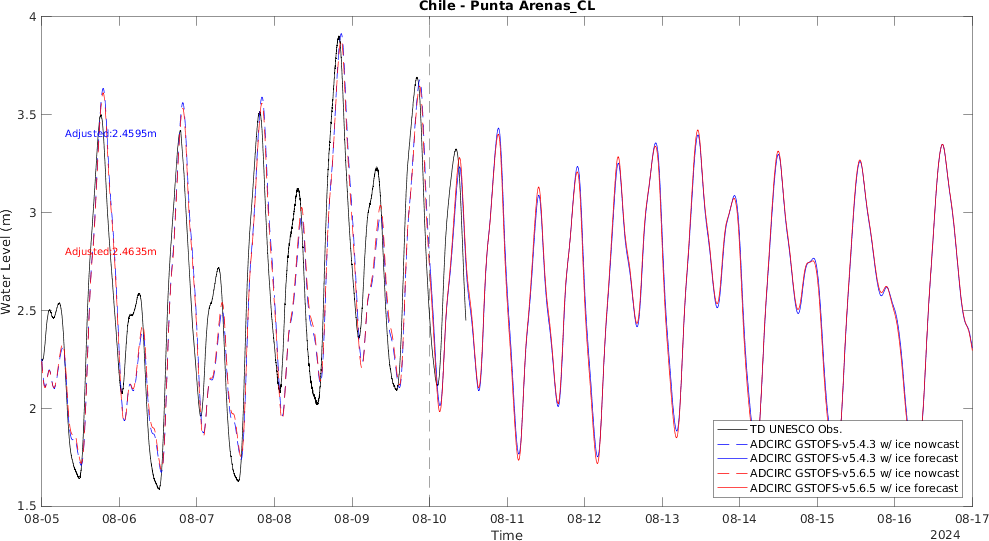 Chile - Punta Arenas_CL
4
3.5
3
2.5
2
1.5
Water Level (m)
Adjusted:2.4595m
Adjusted:2.4635m
TD UNESCO Obs.
ADCIRC GSTOFS-v5.4.3 w/ ice nowcast
ADCIRC GSTOFS-v5.4.3 w/ ice forecast
ADCIRC GSTOFS-v5.6.5 w/ ice nowcast
ADCIRC GSTOFS-v5.6.5 w/ ice forecast
08-05 08-06 08-07 08-08 08-09 08-10 08-11 08-12 08-13 08-14 08-15 08-16 08-17
Time
2024